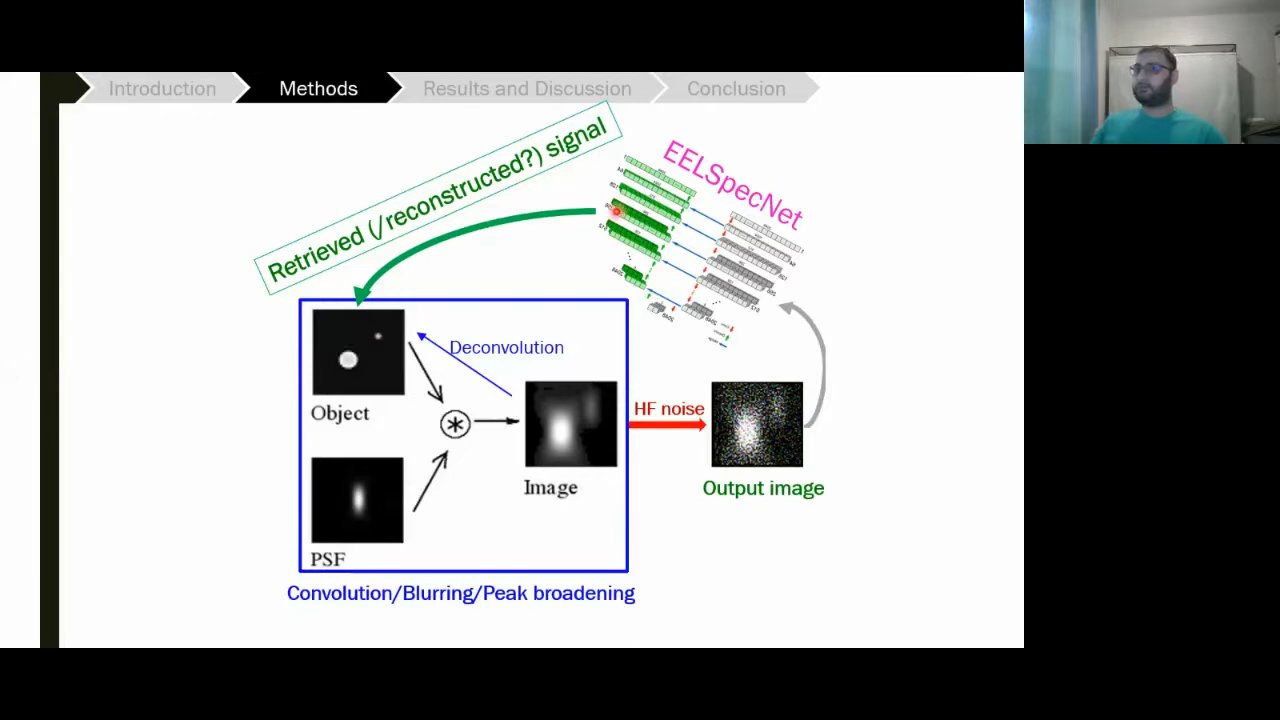 Introduction
Methods
Results and Discussion
Conclusion
Retrieved (/reconstructed?) signal
EELSpecNet
Deconvolution
Object
HF noise
Image
Output image
PSF
Convolution/Blurring/Peak broadening